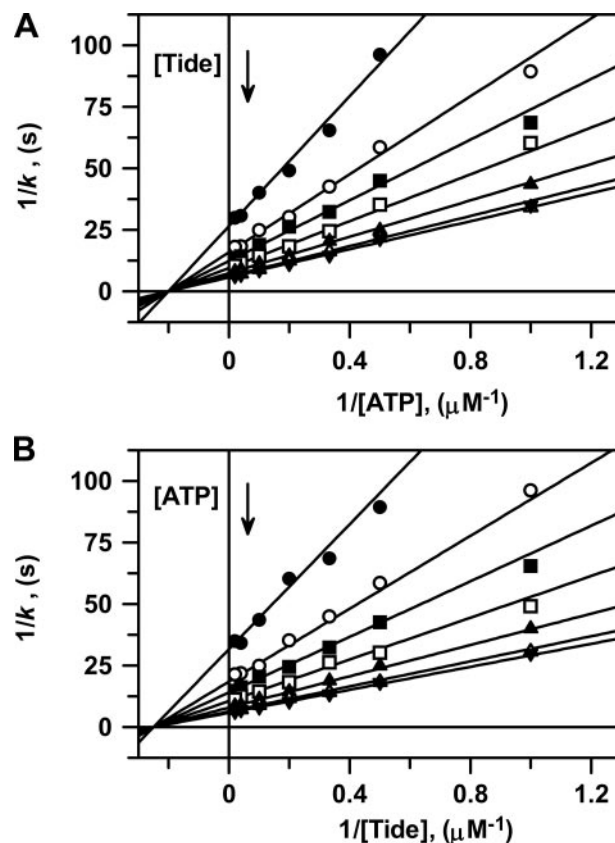 A
[Tide]
100
75
50
25
0
1/k , (s)
0 0.4 0.8 1.2
1/[ATP], (μM⁻¹)
B
[ATP]
100
75
50
25
0
1/k , (s)
0 0.4 0.8 1.2
1/[Tide], (μM⁻¹)